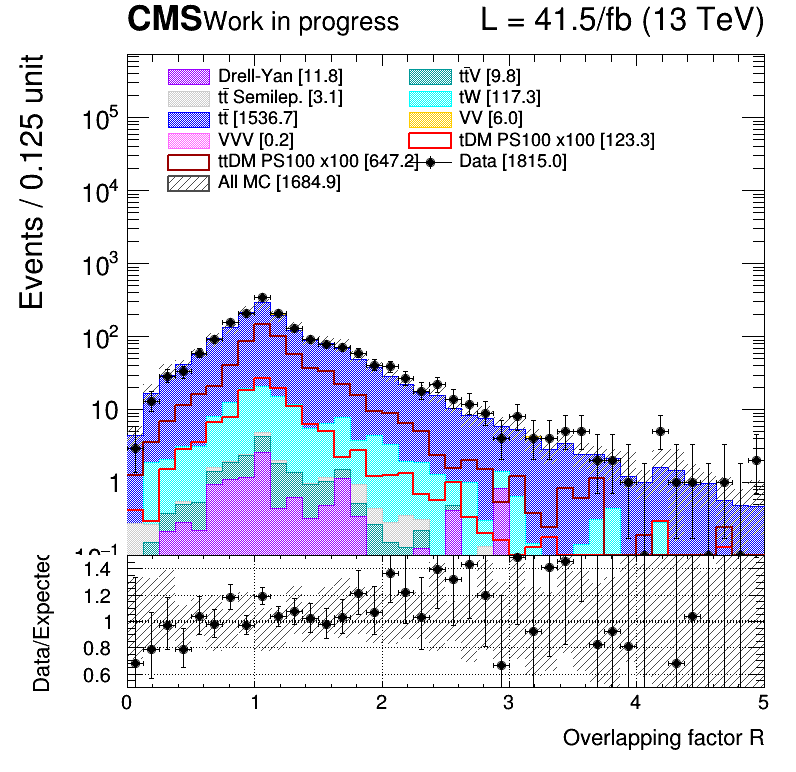 CMS Work in progress L = 41.5/fb (13 TeV)
Events / 0.125 unit
Drell-Yan [11.8] tt̄V [9.8]
tt̄ Semilep. [3.1] tW [117.3]
tt̄ [1536.7] VV [6.0]
VVV [0.2] tDM PS100 x100 [123.3]
ttDM PS100 x100 [647.2] Data [1815.0]
All MC [1684.9]
10⁵
10⁴
10³
10²
10
1
10⁻¹
Data/Expected
1.4
1.2
1
0.8
0.6
0 1 2 3 4 5
Overlapping factor R